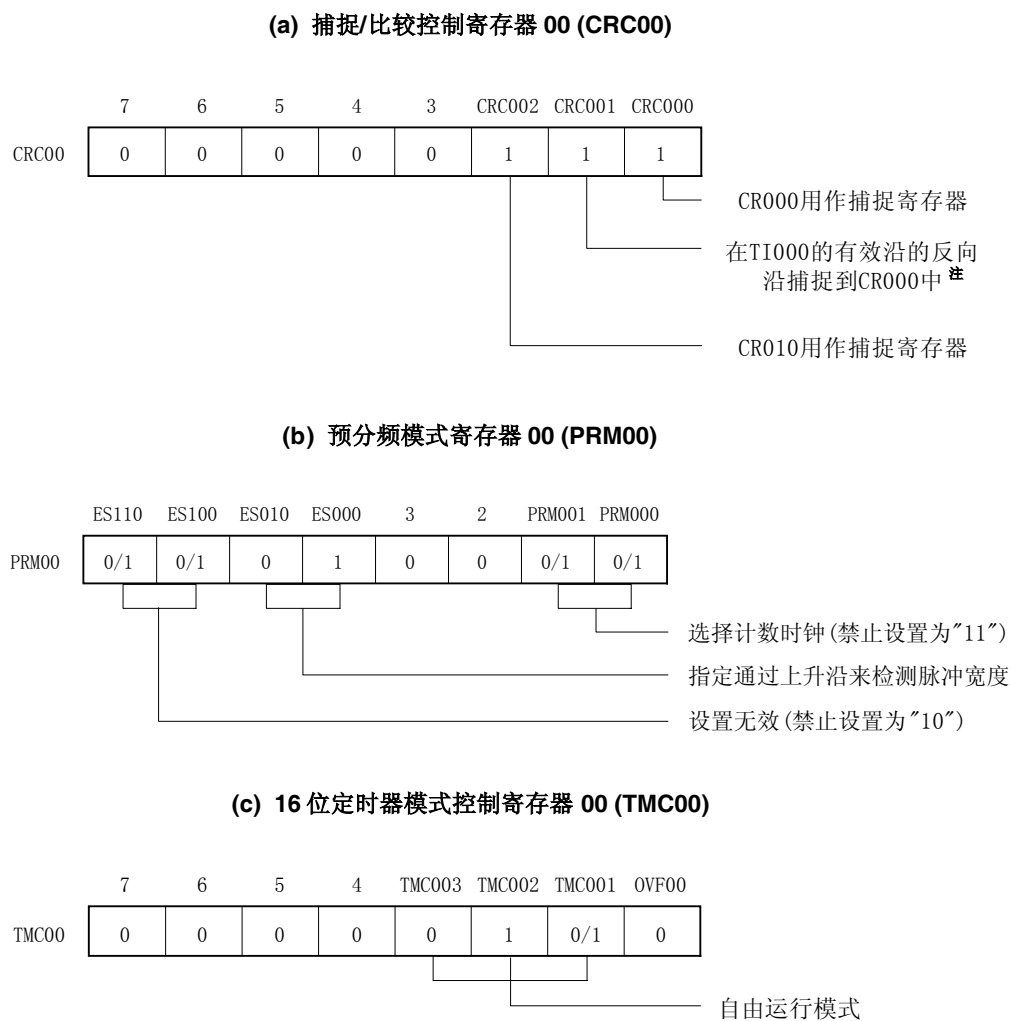 (a) 捕捉/比较控制寄存器 00 (CRC00)
7 6 5 4 3 CRC002 CRC001 CRC000
CRC00 0 0 0 0 0 1 1 1
CR000用作捕捉寄存器
在TI000的有效沿的反向
沿捕捉到CR000中注
CR010用作捕捉寄存器
(b) 预分频模式寄存器 00 (PRM00)
ES110 ES100 ES010 ES000 3 2 PRM001 PRM000
PRM00 0/1 0/1 0 1 0 0 0/1 0/1
选择计数时钟(禁止设置为"11")
指定通过上升沿来检测脉冲宽度
设置无效(禁止设置为"10")
(c) 16 位定时器模式控制寄存器 00 (TMC00)
7 6 5 4 TMC003 TMC002 TMC001 OVF00
TMC00 0 0 0 0 0 1 0/1 0
自由运行模式